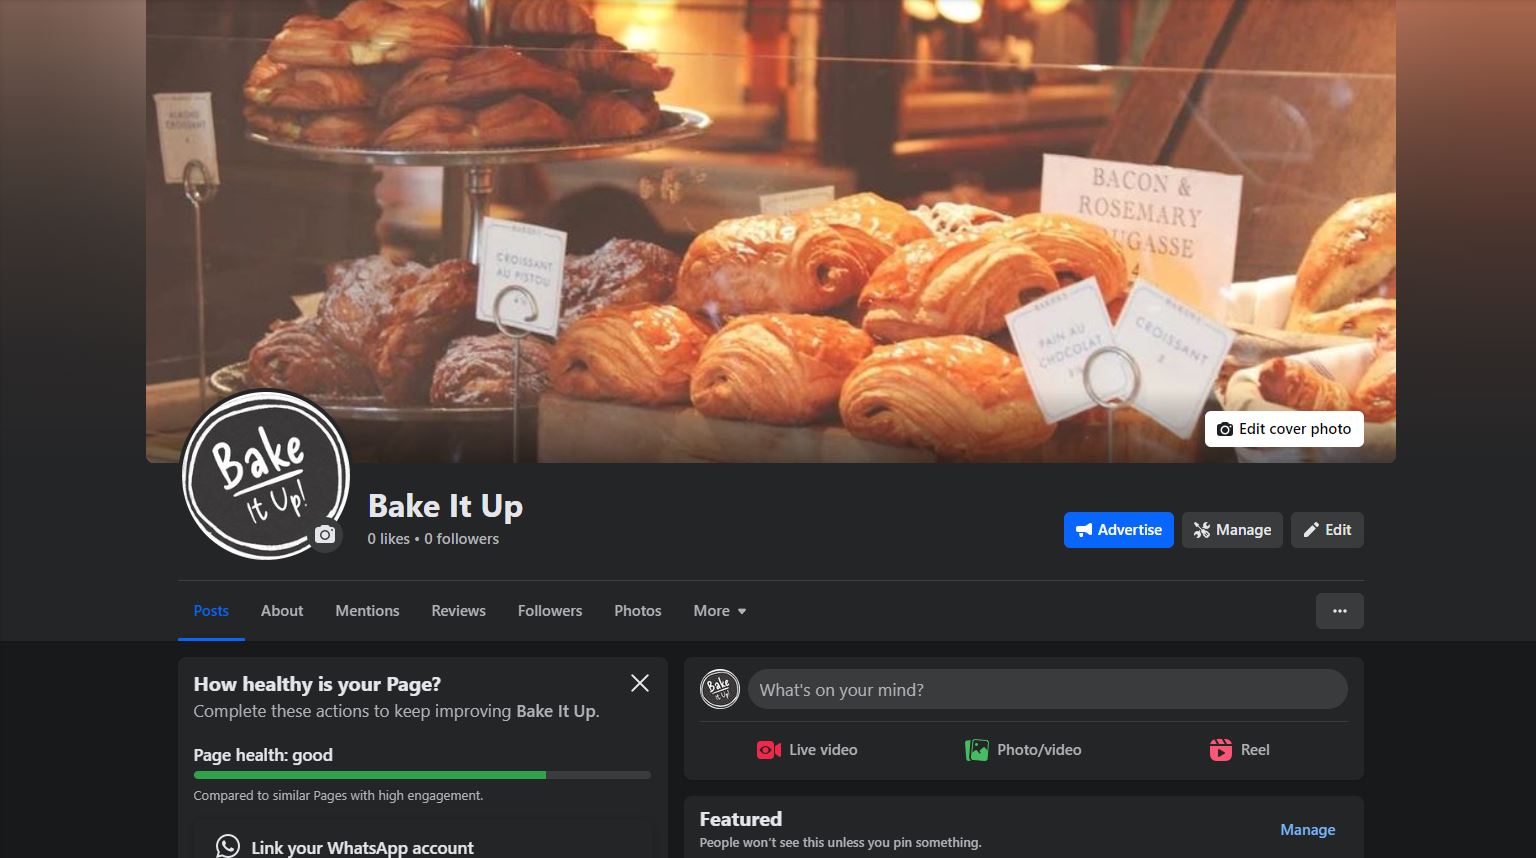 ALMOND
CROISSANT
BAKERY
CROISSANT
AU PISTOU
BACON &
ROSEMARY
PAIN AU
CHOCOLAT
CROISSANT
Edit cover photo
Bake
It Up!
Bake It Up
0 likes • 0 followers
Advertise
Manage
Edit
Posts
About
Mentions
Reviews
Followers
Photos
More
How healthy is your Page?
Complete these actions to keep improving Bake It Up.
Page health: good
Compared to similar Pages with high engagement.
Link your WhatsApp account
Bake
It Up!
What's on your mind?
Live video
Photo/video
Reel
Featured
Manage
People won't see this unless you pin something.